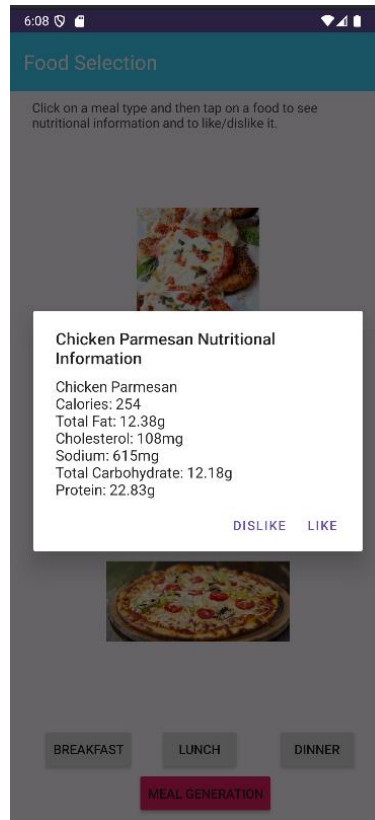 6:08
Food Selection
Click on a meal type and then tap on a food to see
nutritional information and to like/dislike it.
Chicken Parmesan Nutritional
Information
Chicken Parmesan
Calories: 254
Total Fat: 12.38g
Cholesterol: 108mg
Sodium: 615mg
Total Carbohydrate: 12.18g
Protein: 22.83g
DISLIKE LIKE
BREAKFAST LUNCH DINNER
MEAL GENERATION